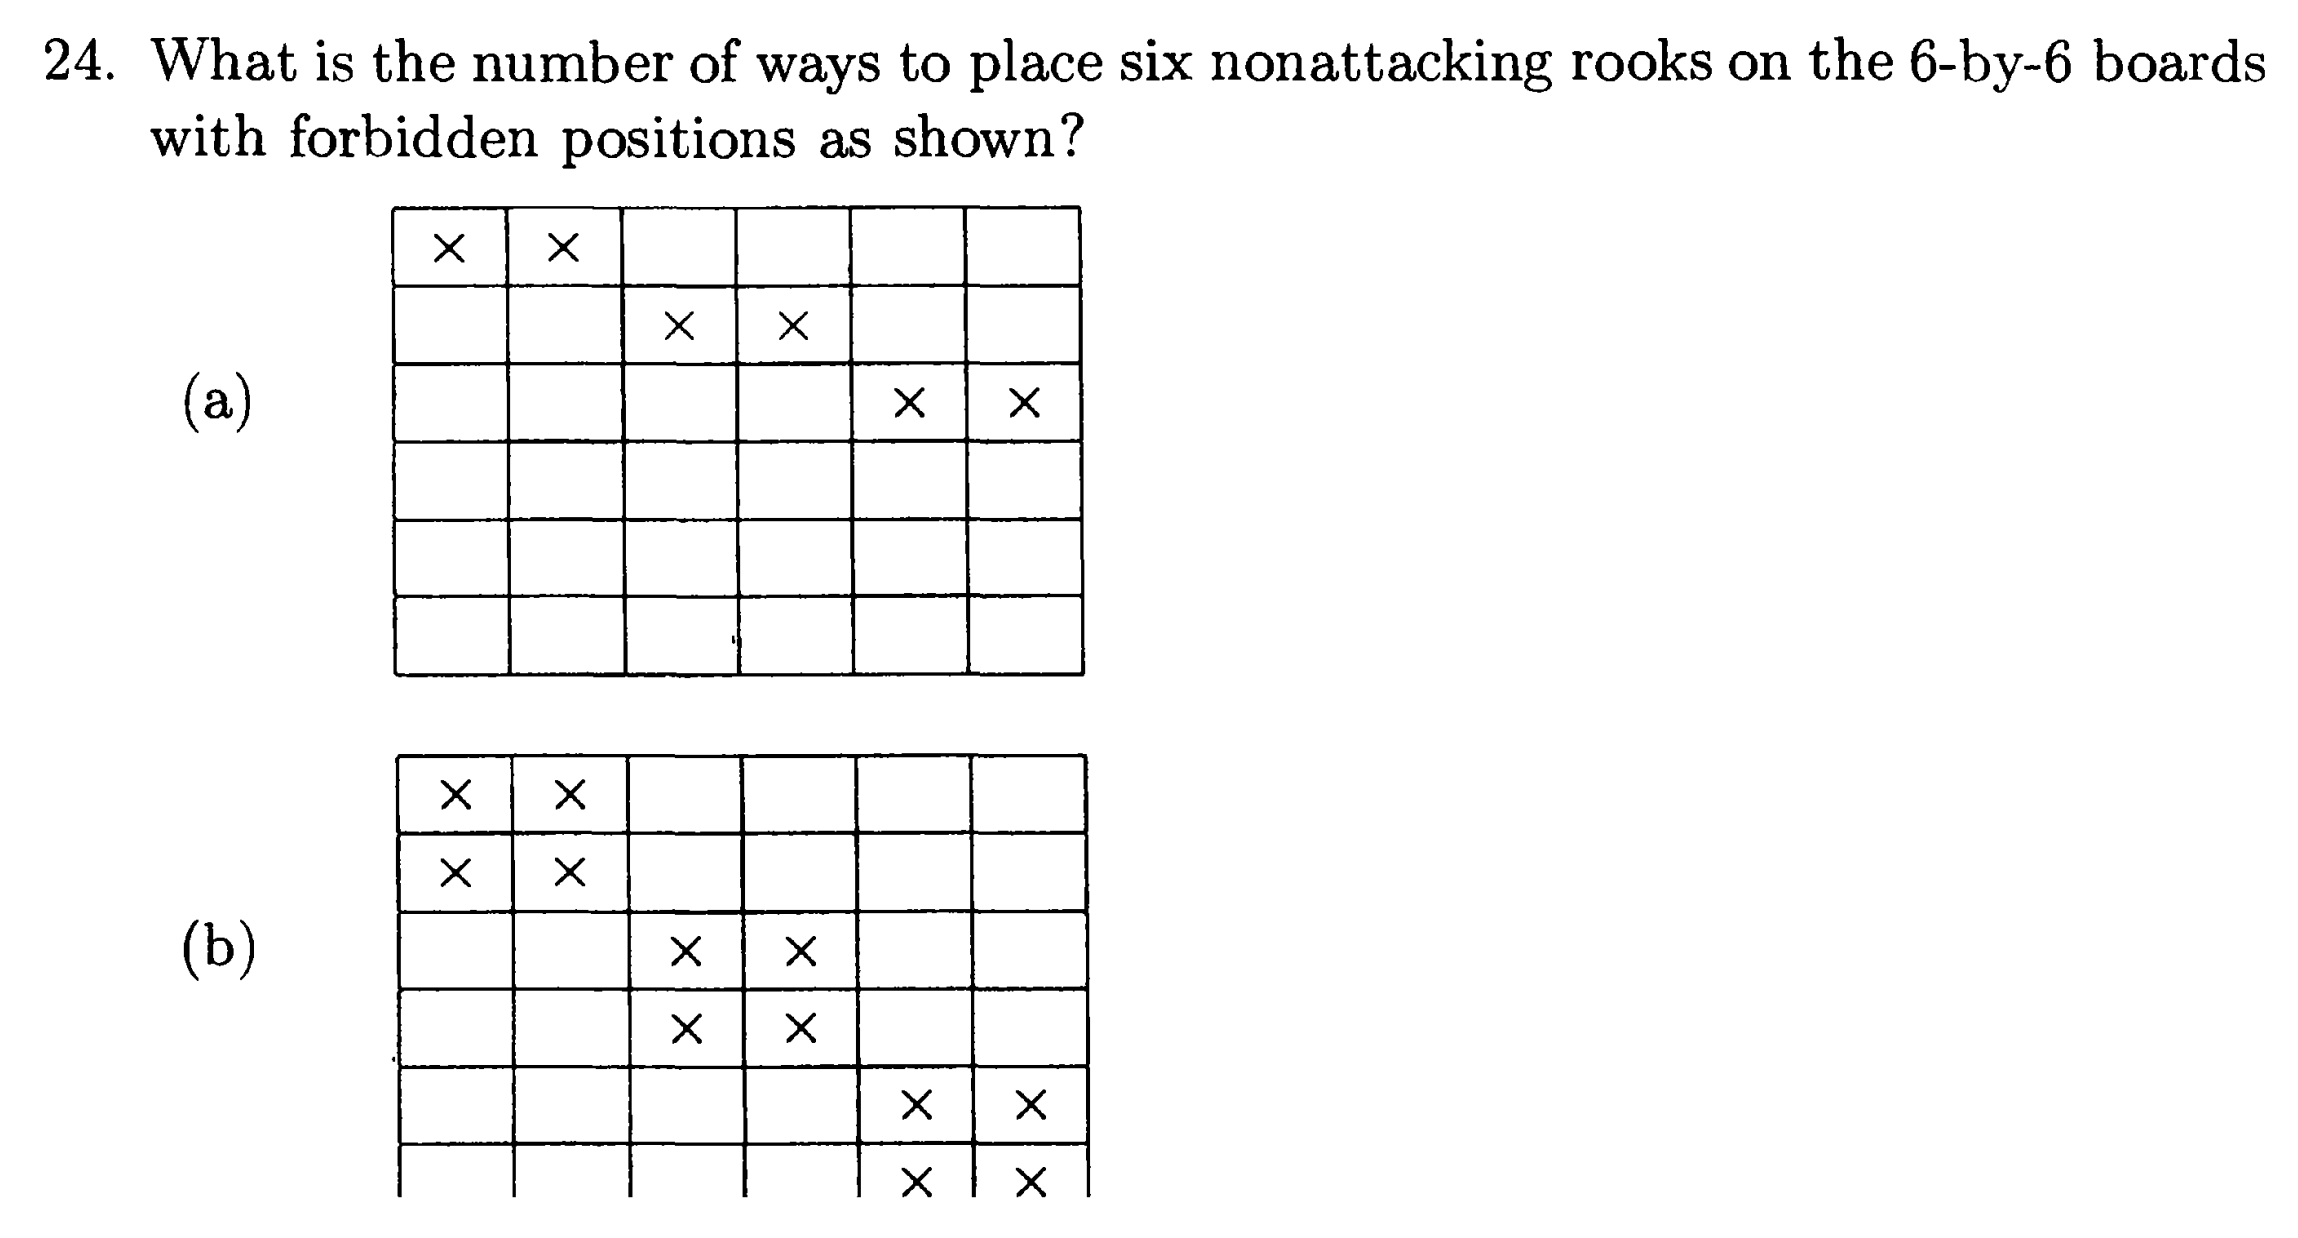 24. What is the number of ways to place six nonattacking rooks on the 6-by-6 boards
with forbidden positions as shown?
× ×
× ×
(a) × ×
× ×
× ×
(b) × ×
× ×
× ×
× ×